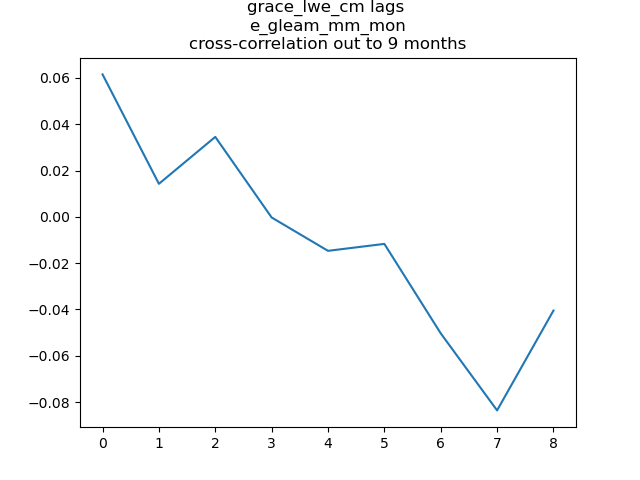 grace_lwe_cm lags
e_gleam_mm_mon
cross-correlation out to 9 months
0.06
0.04
0.02
0.00
−0.02
−0.04
−0.06
−0.08
0 1 2 3 4 5 6 7 8